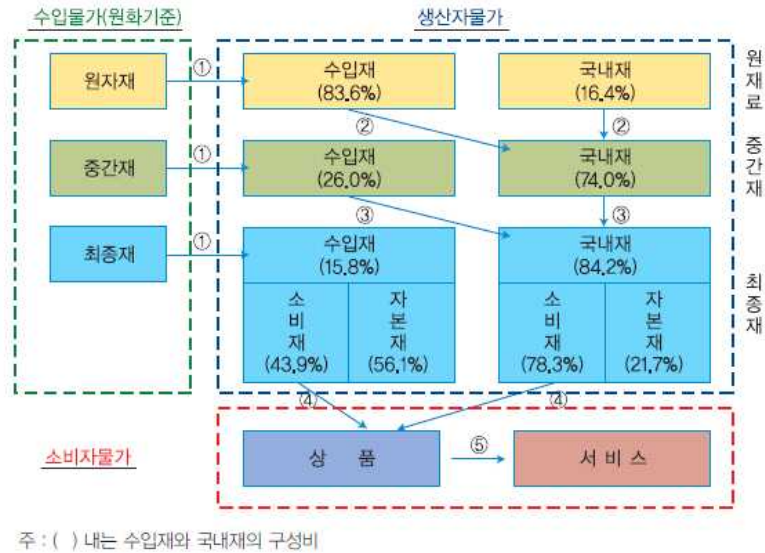 수입물가(원화기준)
생산자물가
원자재
①
수입재
(83.6%)
국내재
(16.4%)
원재료
②
②
중간재
①
수입재
(26.0%)
국내재
(74.0%)
중간재
③
③
최종재
①
수입재
(15.8%)
국내재
(84.2%)
최종재
소비재
(43.9%)
자본재
(56.1%)
소비재
(78.3%)
자본재
(21.7%)
④
④
소비자물가
상 품
⑤
서 비 스
주 : ( ) 내는 수입재와 국내재의 구성비